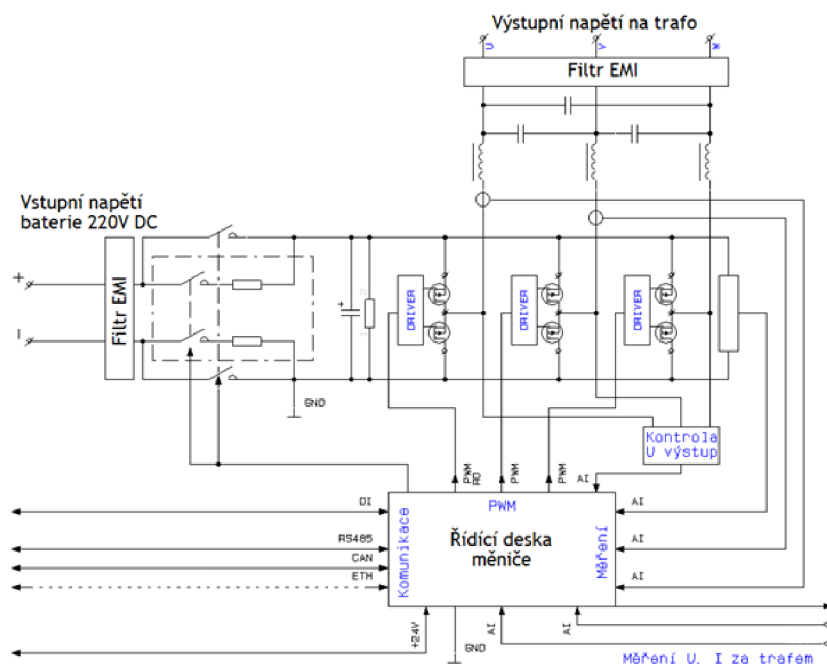 Výstupní napětí na trafo
U
V
W
Filtr EMI
Vstupní napětí
baterie 220V DC
+
-
Filtr EMI
+
DRIVER
DRIVER
DRIVER
GND
Kontrola
U výstup
PWM
AO
PWM
PWM
AI
DI
RS485
CAN
ETH
Komunikace
PWM
Řídící deska
měniče
Měření
AI
AI
AI
+24V
GND
AI
AI
Měření U, I za trafem